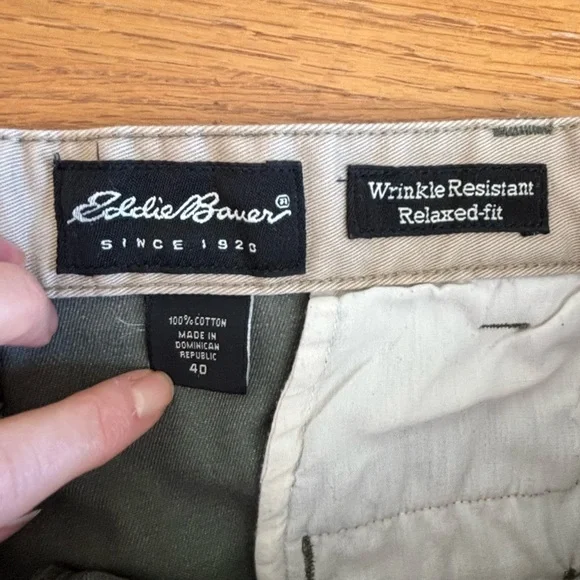 Eddie Bauer
SINCE 1920
Wrinkle Resistant
Relaxed-fit
100% COTTON
MADE IN
DOMINICAN
REPUBLIC
40